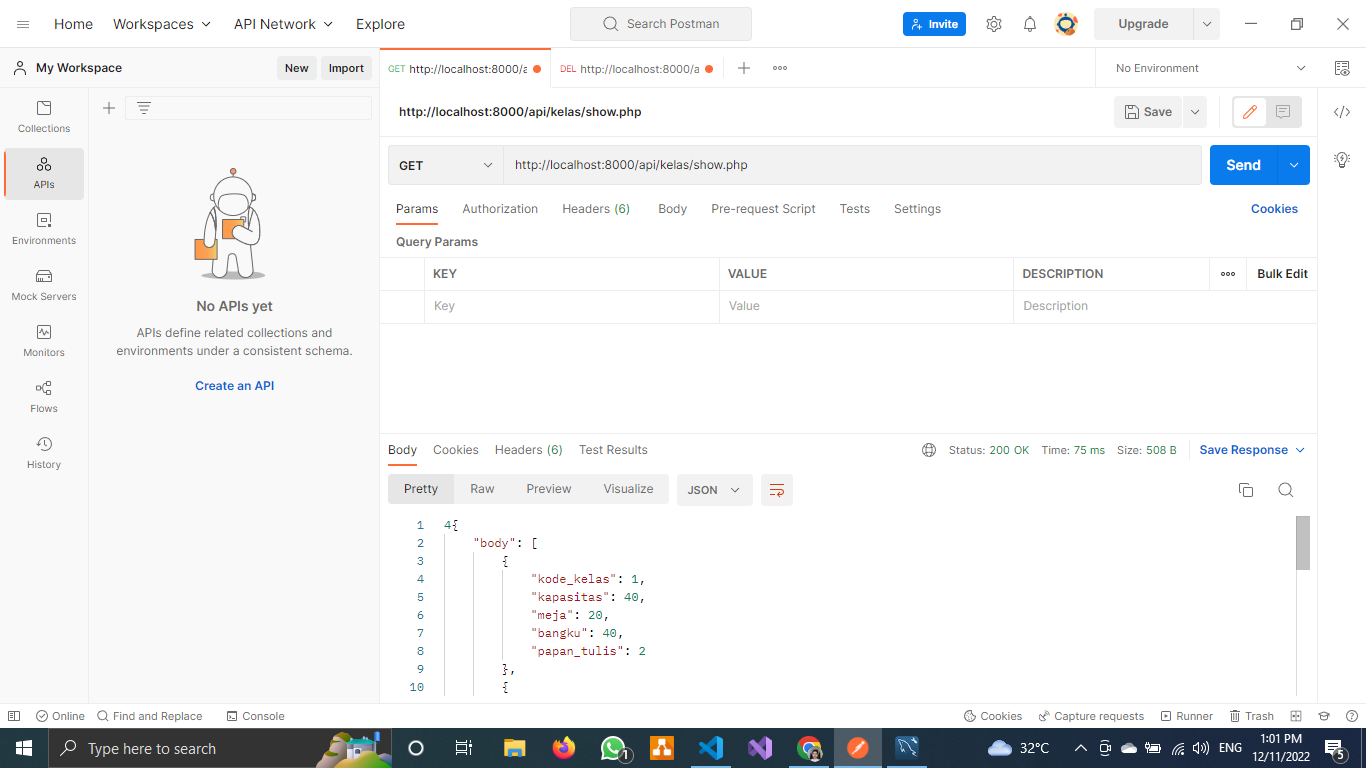 Home Workspaces API Network Explore Search Postman Invite Upgrade
My Workspace New Import GET http://localhost:8000/a DEL http://localhost:8000/a No Environment
Collections
APIs
Environments
Mock Servers
Monitors
Flows
History
No APIs yet
APIs define related collections and
environments under a consistent schema.
Create an API
http://localhost:8000/api/kelas/show.php Save
GET http://localhost:8000/api/kelas/show.php Send
Params Authorization Headers (6) Body Pre-request Script Tests Settings Cookies
Query Params
KEY VALUE DESCRIPTION Bulk Edit
Key Value Description
Body Cookies Headers (6) Test Results Status: 200 OK Time: 75 ms Size: 508 B Save Response
Pretty Raw Preview Visualize JSON
1 4{
2 "body": [
3 {
4 "kode_kelas": 1,
5 "kapasitas": 40,
6 "meja": 20,
7 "bangku": 40,
8 "papan_tulis": 2
9 },
10 {
Online Find and Replace Console Cookies Capture requests Runner Trash
Type here to search 1 32°C ENG 1:01 PM 5
12/11/2022